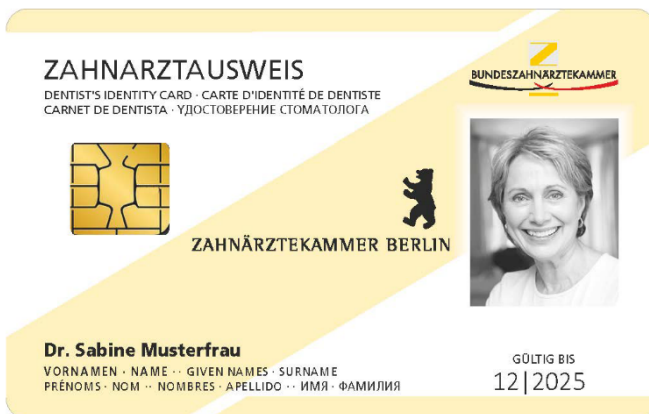 ZAHNARZTAUSWEIS
DENTIST'S IDENTITY CARD · CARTE D'IDENTITÉ DE DENTISTE
CARNET DE DENTISTA · УДОСТОВЕРЕНИЕ СТОМАТОЛОГА
BUNDESZAHNÄRZTEKAMMER
ZAHNÄRZTEKAMMER BERLIN
Dr. Sabine Musterfrau
VORNAMEN · NAME ·· GIVEN NAMES · SURNAME
PRÉNOMS · NOM ·· NOMBRES · APELLIDO ·· ИМЯ · ФАМИЛИЯ
GÜLTIG BIS
12|2025